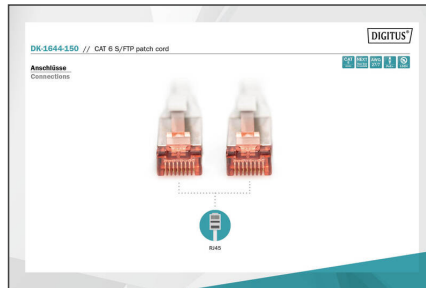 DIGITUS®
DK-1644-150 // CAT 6 S/FTP patch cord
Anschlüsse
Connections
RJ45